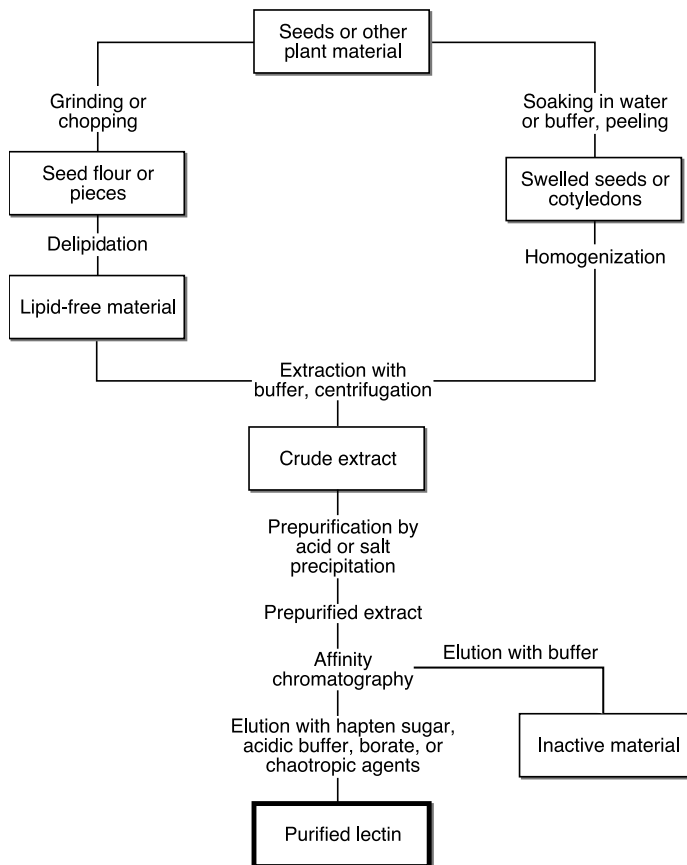 Seeds or other
plant material
Grinding or
chopping
Soaking in water
or buffer, peeling
Seed flour or
pieces
Swelled seeds or
cotyledons
Delipidation
Homogenization
Lipid-free material
Extraction with
buffer, centrifugation
Crude extract
Prepurification by
acid or salt
precipitation
Prepurified extract
Affinity
chromatography
Elution with buffer
Elution with hapten sugar,
acidic buffer, borate, or
chaotropic agents
Inactive material
Purified lectin